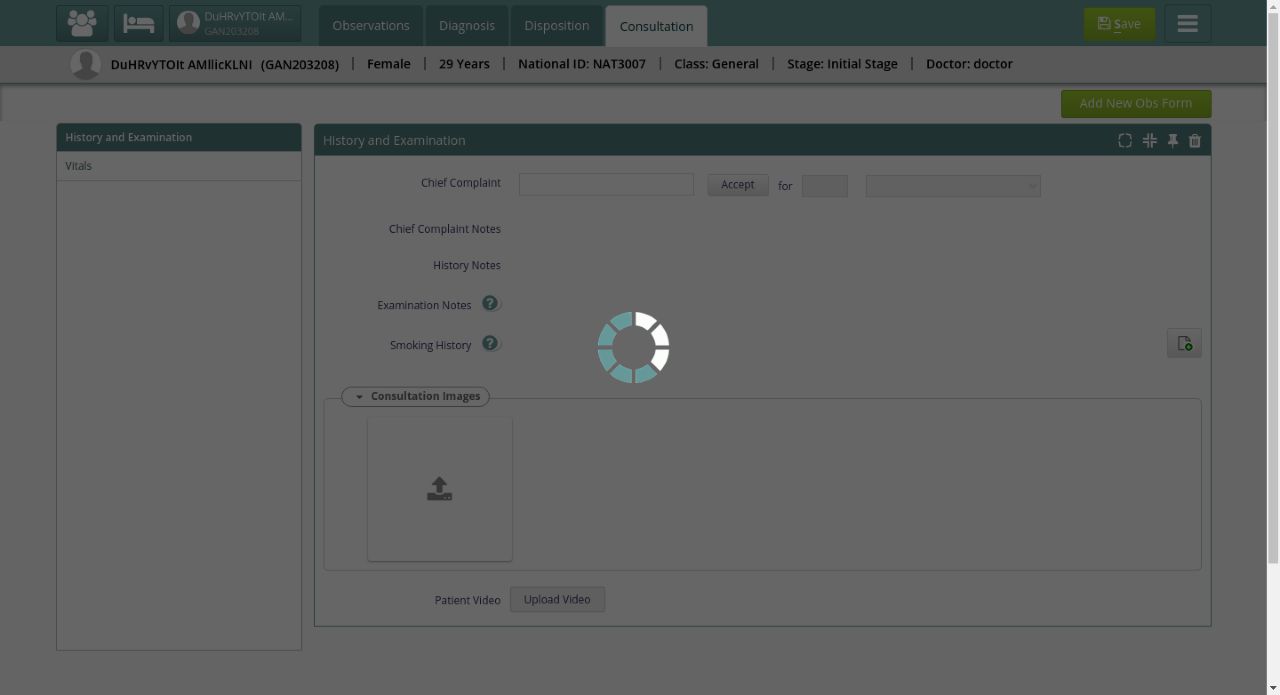 DuHRvYTOIt AM...
GAN203208
Observations
Diagnosis
Disposition
Consultation
Save
DuHRvYTOIt AMllicKLNI (GAN203208) | Female | 29 Years | National ID: NAT3007 | Class: General | Stage: Initial Stage | Doctor: doctor
Add New Obs Form
History and Examination
Vitals
History and Examination
Chief Complaint
Accept
for
Chief Complaint Notes
History Notes
Examination Notes ?
Smoking History ?
Consultation Images
Patient Video
Upload Video